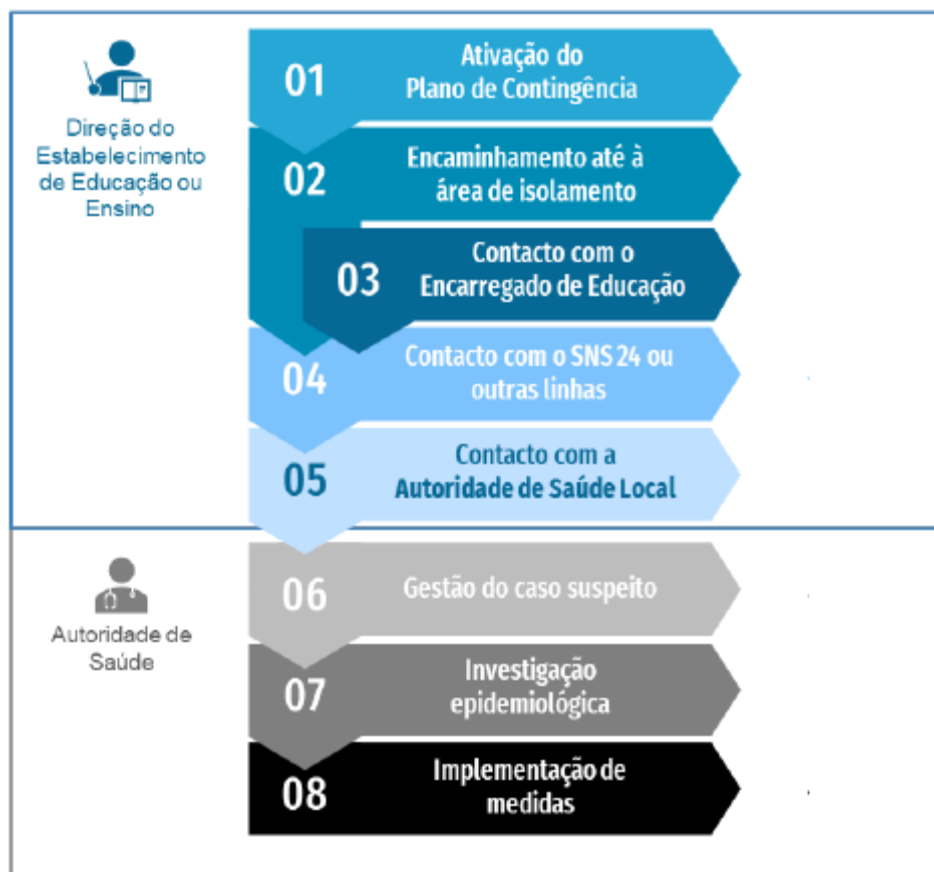 Direção do
Estabelecimento
de Educação ou
Ensino
01
Ativação do
Plano de Contingência
02
Encaminhamento até à
área de isolamento
03
Contacto com o
Encarregado de Educação
04
Contacto com o SNS 24 ou
outras linhas
05
Contacto com a
Autoridade de Saúde Local
Autoridade de
Saúde
06
Gestão do caso suspeito
07
Investigação
epidemiológica
08
Implementação de
medidas